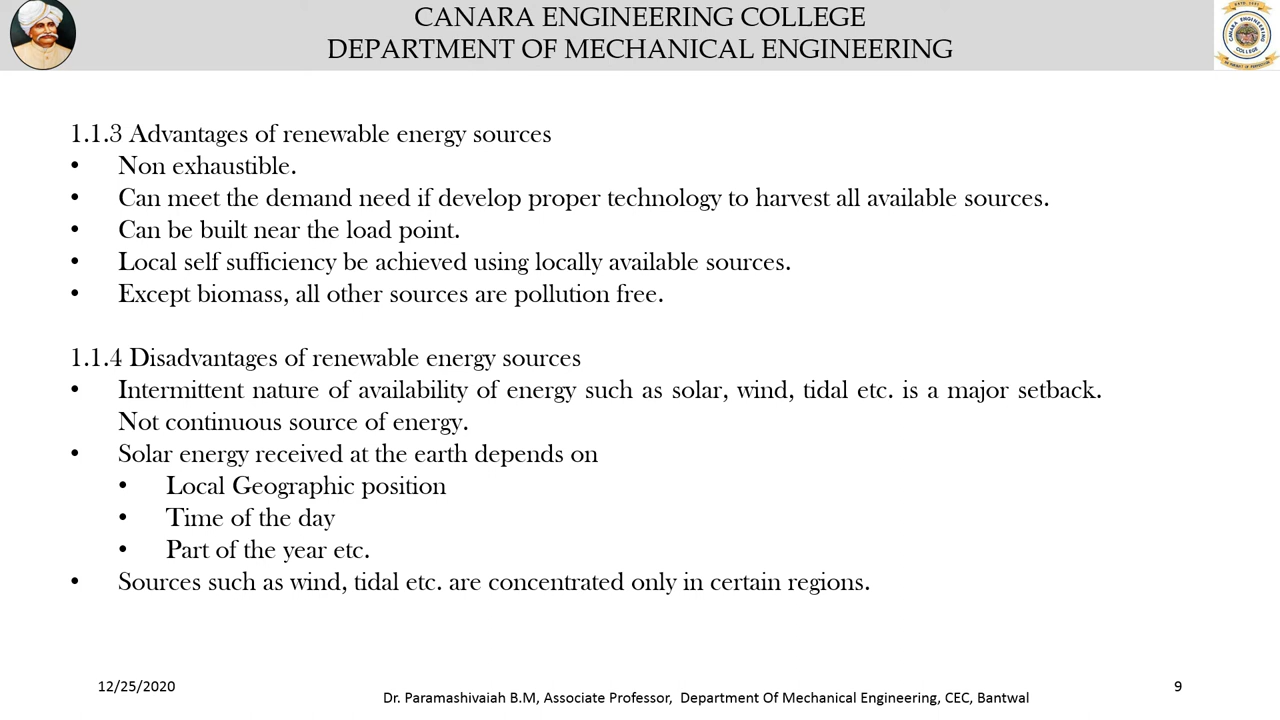 CANARA ENGINEERING COLLEGE
DEPARTMENT OF MECHANICAL ENGINEERING
CANARA ENGINEERING
COLLEGE
1.1.3 Advantages of renewable energy sources
• Non exhaustible.
• Can meet the demand need if develop proper technology to harvest all available sources.
• Can be built near the load point.
• Local self sufficiency be achieved using locally available sources.
• Except biomass, all other sources are pollution free.
1.1.4 Disadvantages of renewable energy sources
• Intermittent nature of availability of energy such as solar, wind, tidal etc. is a major setback.
Not continuous source of energy.
• Solar energy received at the earth depends on
• Local Geographic position
• Time of the day
• Part of the year etc.
• Sources such as wind, tidal etc. are concentrated only in certain regions.
12/25/2020
Dr. Paramashivaiah B.M, Associate Professor, Department Of Mechanical Engineering, CEC, Bantwal
9